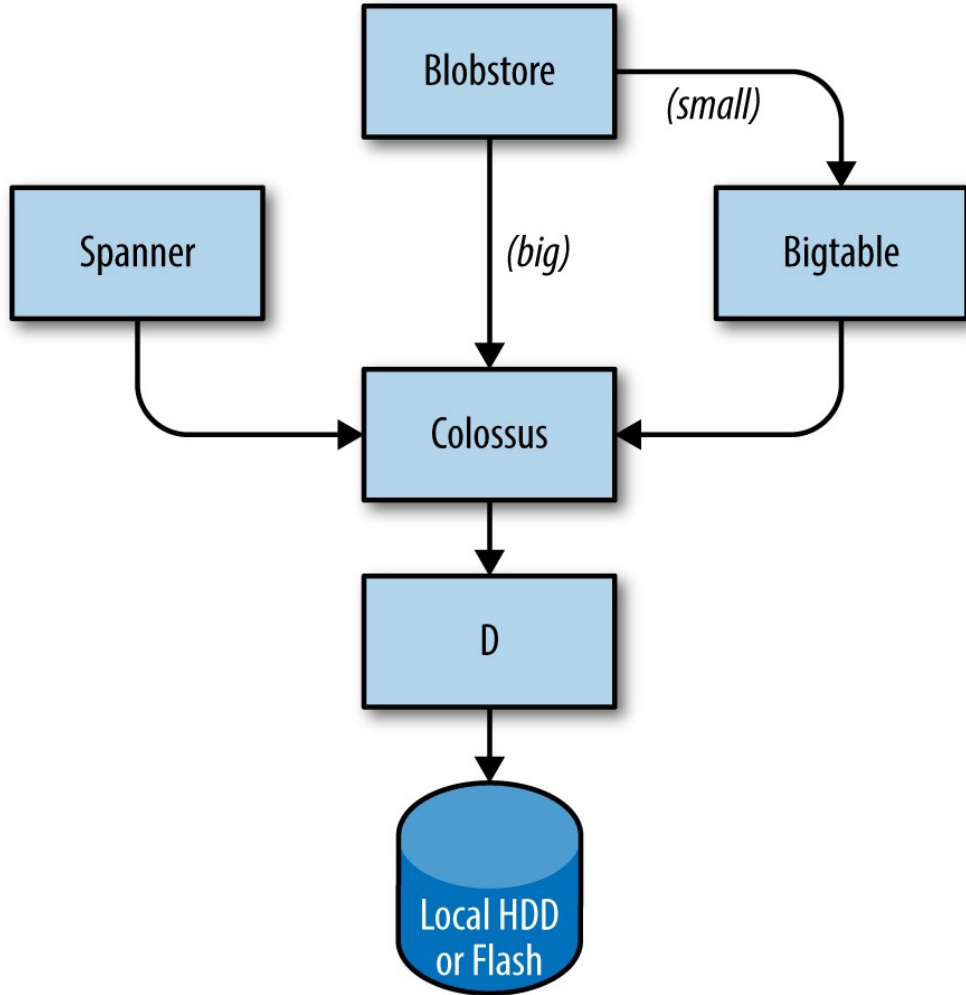 Blobstore
(small)
Spanner
(big)
Bigtable
Colossus
D
Local HDD
or Flash